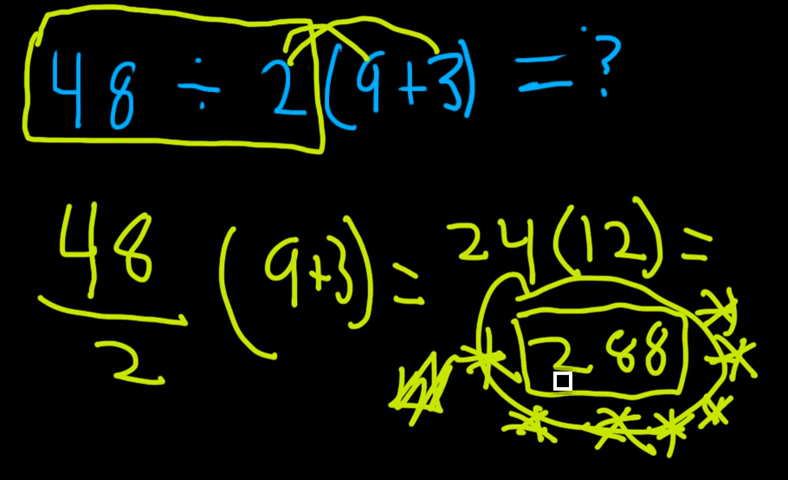 48 ÷ 2(9+3) = ?
48/2 (9+3) = 24(12) =
288